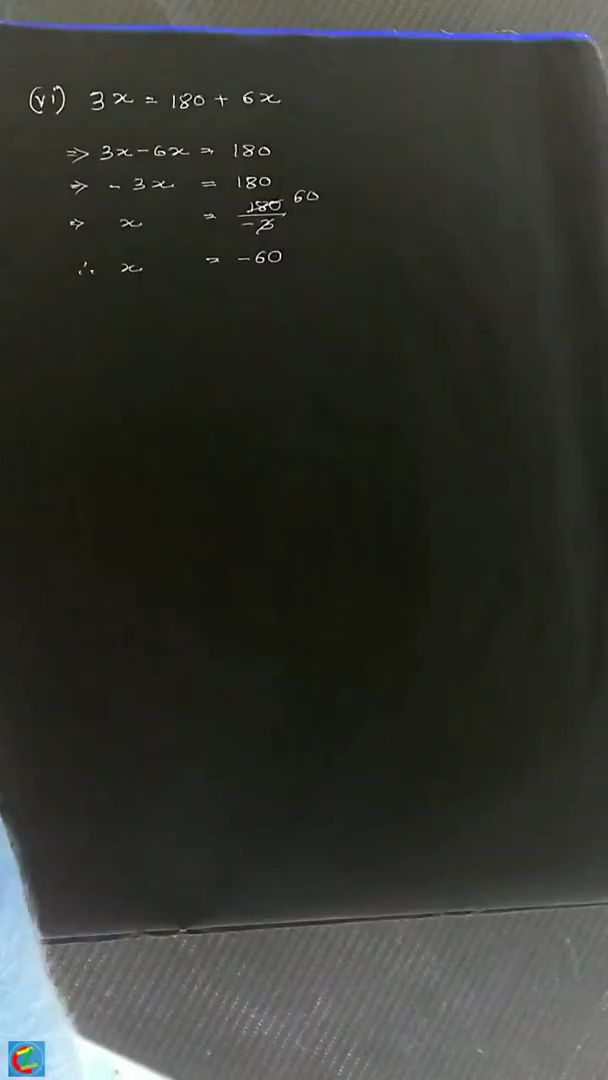 (vi) 3x = 180 + 6x
⇒ 3x - 6x = 180
⇒ - 3x = 180
⇒ x = 180/-3 60
∴ x = -60